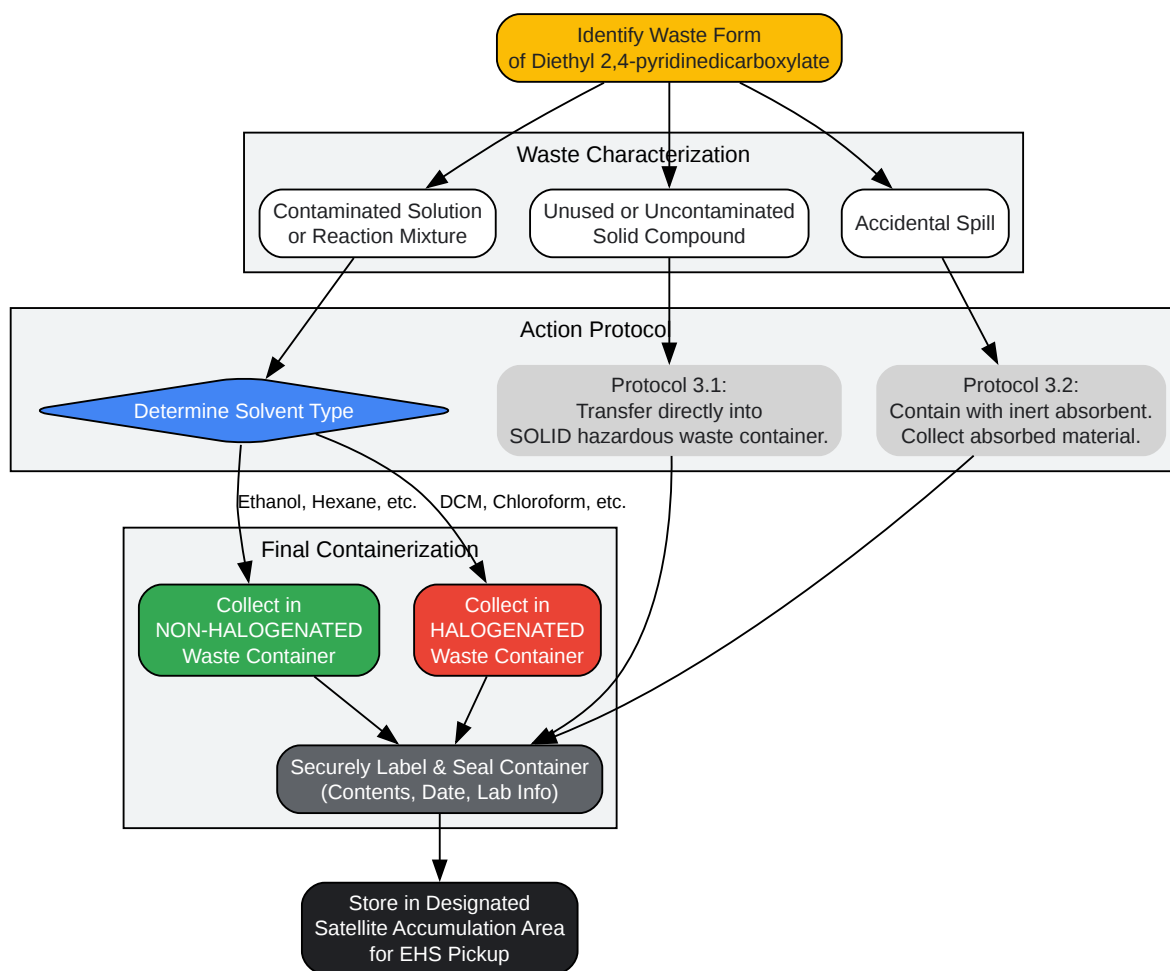 Identify Waste Form
of Diethyl 2,4-pyridinedicarboxylate
Waste Characterization
Contaminated Solution
or Reaction Mixture
Unused or Uncontaminated
Solid Compound
Accidental Spill
Action Protocol
Determine Solvent Type
Protocol 3.1:
Transfer directly into
SOLID hazardous waste container.
Protocol 3.2:
Contain with inert absorbent.
Collect absorbed material.
Ethanol, Hexane, etc.
DCM, Chloroform, etc.
Final Containerization
Collect in
NON-HALOGENATED
Waste Container
Collect in
HALOGENATED
Waste Container
Securely Label & Seal Container
(Contents, Date, Lab Info)
Store in Designated
Satellite Accumulation Area
for EHS Pickup